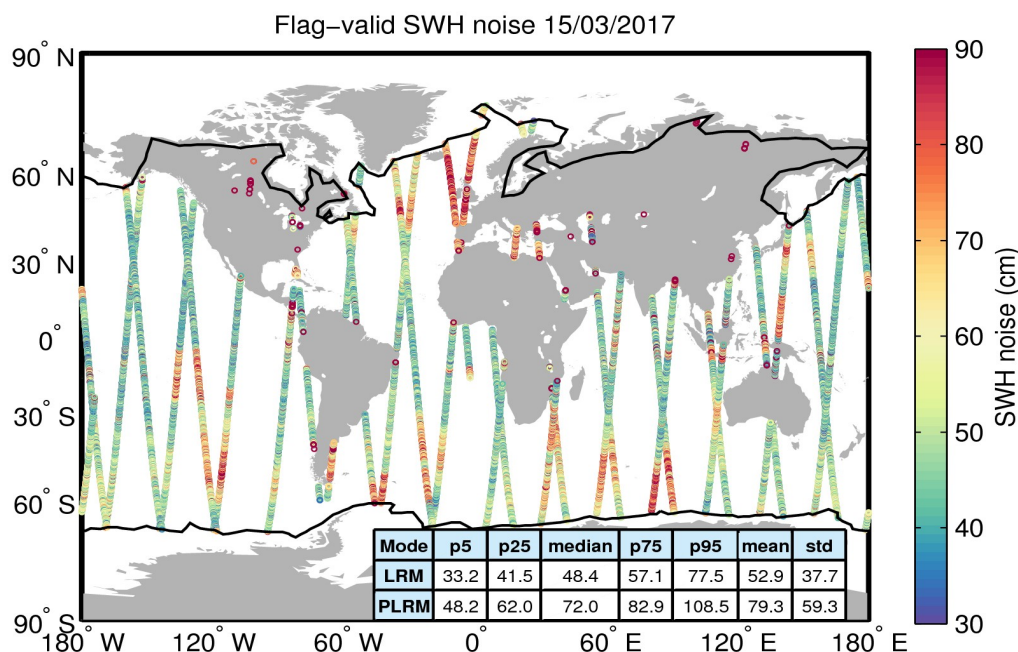 Flag−valid SWH noise 15/03/2017
90° N
60° N
30° N
0°
30° S
60° S
90° S
180° W
120° W
60° W
0°
60° E
120° E
180° E
Mode p5 p25 median p75 p95 mean std
LRM 33.2 41.5 48.4 57.1 77.5 52.9 37.7
PLRM 48.2 62.0 72.0 82.9 108.5 79.3 59.3
90
80
70
60
50
40
30
SWH noise (cm)